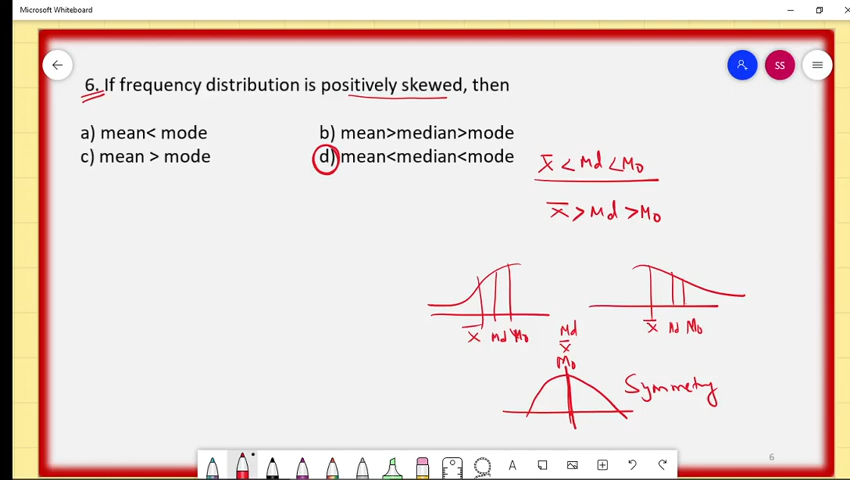 Microsoft Whiteboard
SS
6. If frequency distribution is positively skewed, then
a) mean< mode
b) mean>median>mode
c) mean > mode
d) mean<median<mode
X̅ < Md < Mo
X̅ > Md > Mo
X̅ Md Mo
X̅ Md Mo
Md
X̅
Mo
Symmetry
A
6